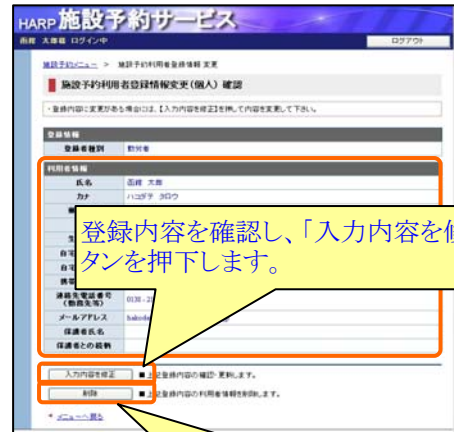 HARP 施設予約サービス
函館 太郎様 ログイン中
ログアウト
施設予約メニュー > 施設予約利用者登録情報 変更
施設予約利用者登録情報変更(個人) 確認
・登録内容に変更がある場合には、【入力内容を修正】を押して内容を変更して下さい。
登録情報
登録者種別
利用者情報
氏名 函館 太郎
カナ ハコダテ タロウ
登録内容を確認し、「入力内容を修
タンを押下します。
連絡先電話番号
(勤務先等)
0138-2
メールアドレス
保護者氏名
保護者との続柄
入力内容を修正 ■上記登録内容の確認・更新します。
削除 ■上記登録内容の利用者情報を削除します。
メニューへ戻る